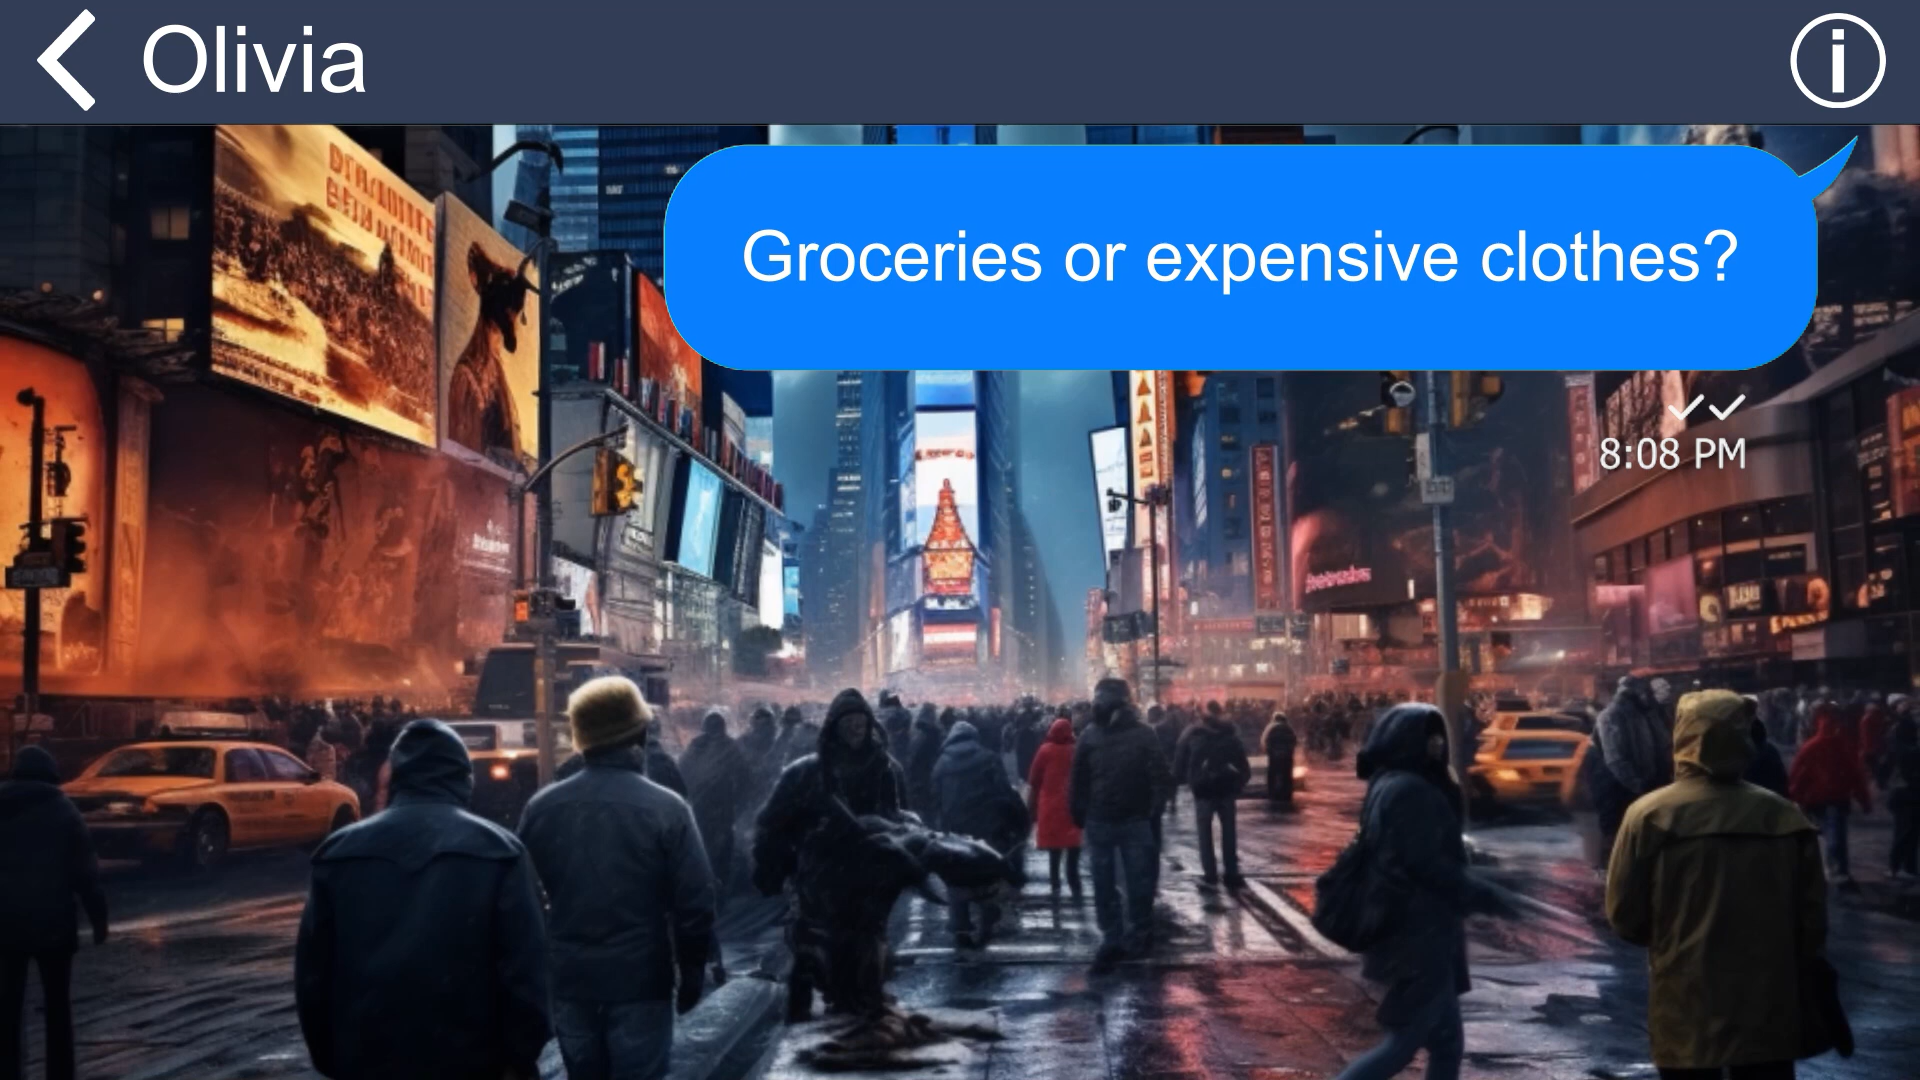 Olivia
Groceries or expensive clothes?
8:08 PM